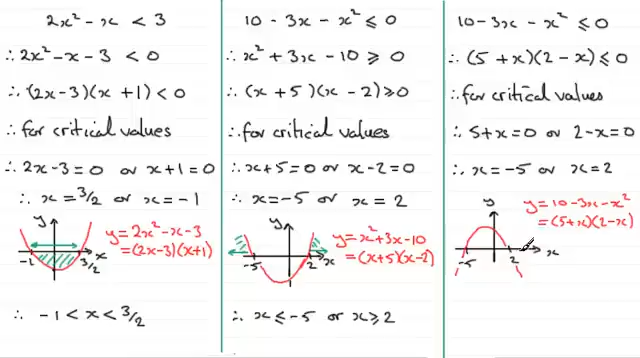 2x² - x < 3
∴ 2x² - x - 3 < 0
∴ (2x-3)(x+1) < 0
∴ for critical values
∴ 2x-3=0 or x+1=0
∴ x = 3/2 or x = -1
y
y = 2x² - x - 3
= (2x-3)(x+1)
-1 3/2 x
∴ -1 < x < 3/2
10 - 3x - x² ≤ 0
∴ x² + 3x - 10 ≥ 0
∴ (x+5)(x-2) ≥ 0
∴ for critical values
∴ x+5=0 or x-2=0
∴ x = -5 or x = 2
y
y = x² + 3x - 10
= (x+5)(x-2)
-5 2 x
∴ x ≤ -5 or x ≥ 2
10 - 3x - x² ≤ 0
∴ (5+x)(2-x) ≤ 0
∴ for critical values
∴ 5+x=0 or 2-x=0
∴ x = -5 or x = 2
y = 10 - 3x - x²
= (5+x)(2-x)
y
-5 2 x